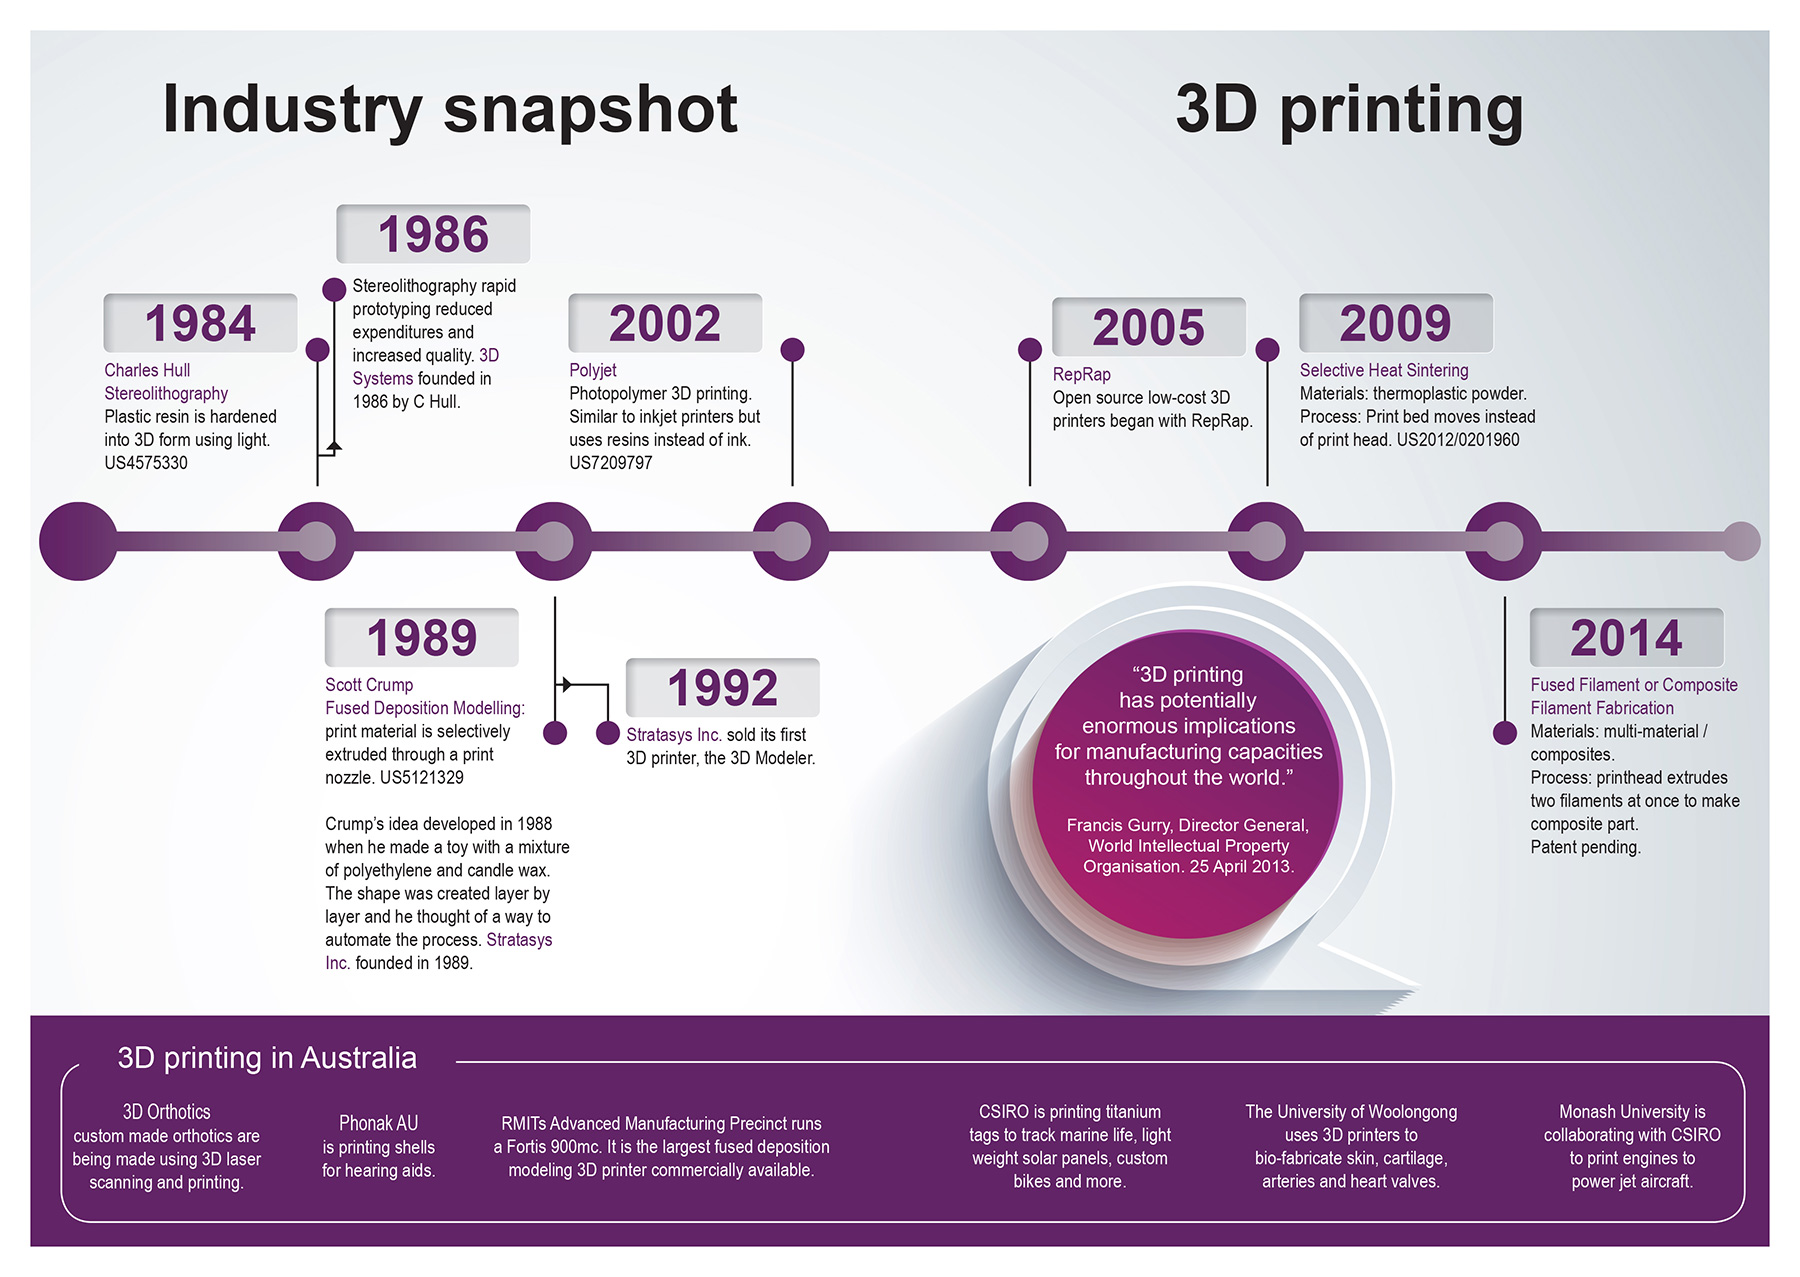 Industry snapshot
3D printing
1984
Charles Hull
Stereolithography
Plastic resin is hardened
into 3D form using light.
US4575330
1986
Stereolithography rapid
prototyping reduced
expenditures and
increased quality. 3D
Systems founded in
1986 by C Hull.
2002
Polyjet
Photopolymer 3D printing.
Similar to inkjet printers but
uses resins instead of ink.
US7209797
2005
RepRap
Open source low-cost 3D
printers began with RepRap.
2009
Selective Heat Sintering
Materials: thermoplastic powder.
Process: Print bed moves instead
of print head. US2012/0201960
1989
Scott Crump
Fused Deposition Modelling:
print material is selectively
extruded through a print
nozzle. US5121329
Crump's idea developed in 1988
when he made a toy with a mixture
of polyethylene and candle wax.
The shape was created layer by
layer and he thought of a way to
automate the process. Stratasys
Inc. founded in 1989.
1992
Stratasys Inc. sold its first
3D printer, the 3D Modeler.
“3D printing
has potentially
enormous implications
for manufacturing capacities
throughout the world.”
Francis Gurry, Director General,
World Intellectual Property
Organisation. 25 April 2013.
2014
Fused Filament or Composite
Filament Fabrication
Materials: multi-material /
composites.
Process: printhead extrudes
two filaments at once to make
composite part.
Patent pending.
3D printing in Australia
3D Orthotics
custom made orthotics are
being made using 3D laser
scanning and printing.
Phonak AU
is printing shells
for hearing aids.
RMITs Advanced Manufacturing Precinct runs
a Fortis 900mc. It is the largest fused deposition
modeling 3D printer commercially available.
CSIRO is printing titanium
tags to track marine life, light
weight solar panels, custom
bikes and more.
The University of Woolongong
uses 3D printers to
bio-fabricate skin, cartilage,
arteries and heart valves.
Monash University is
collaborating with CSIRO
to print engines to
power jet aircraft.